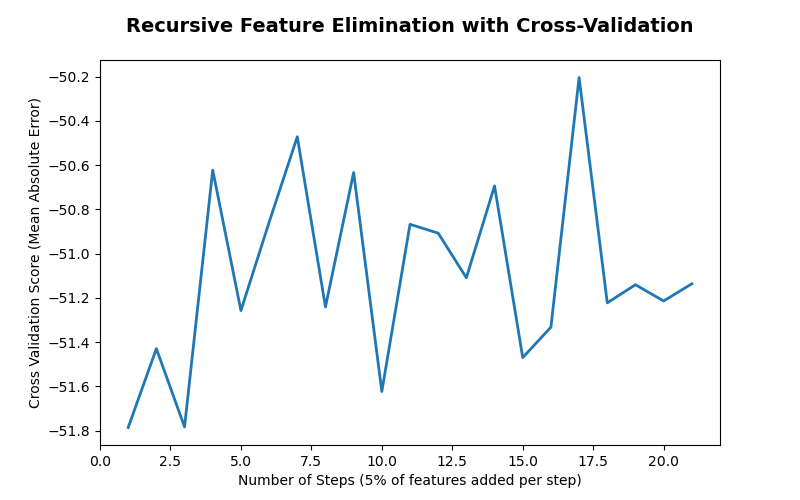 Recursive Feature Elimination with Cross-Validation
Cross Validation Score (Mean Absolute Error)
−50.2
−50.4
−50.6
−50.8
−51.0
−51.2
−51.4
−51.6
−51.8
0.0 2.5 5.0 7.5 10.0 12.5 15.0 17.5 20.0
Number of Steps (5% of features added per step)